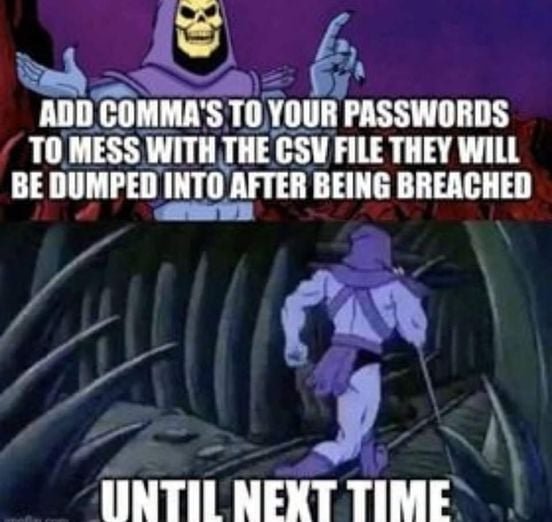 ADD COMMA'S TO YOUR PASSWORDS
TO MESS WITH THE CSV FILE THEY WILL
BE DUMPED INTO AFTER BEING BREACHED
UNTIL NEXT TIME